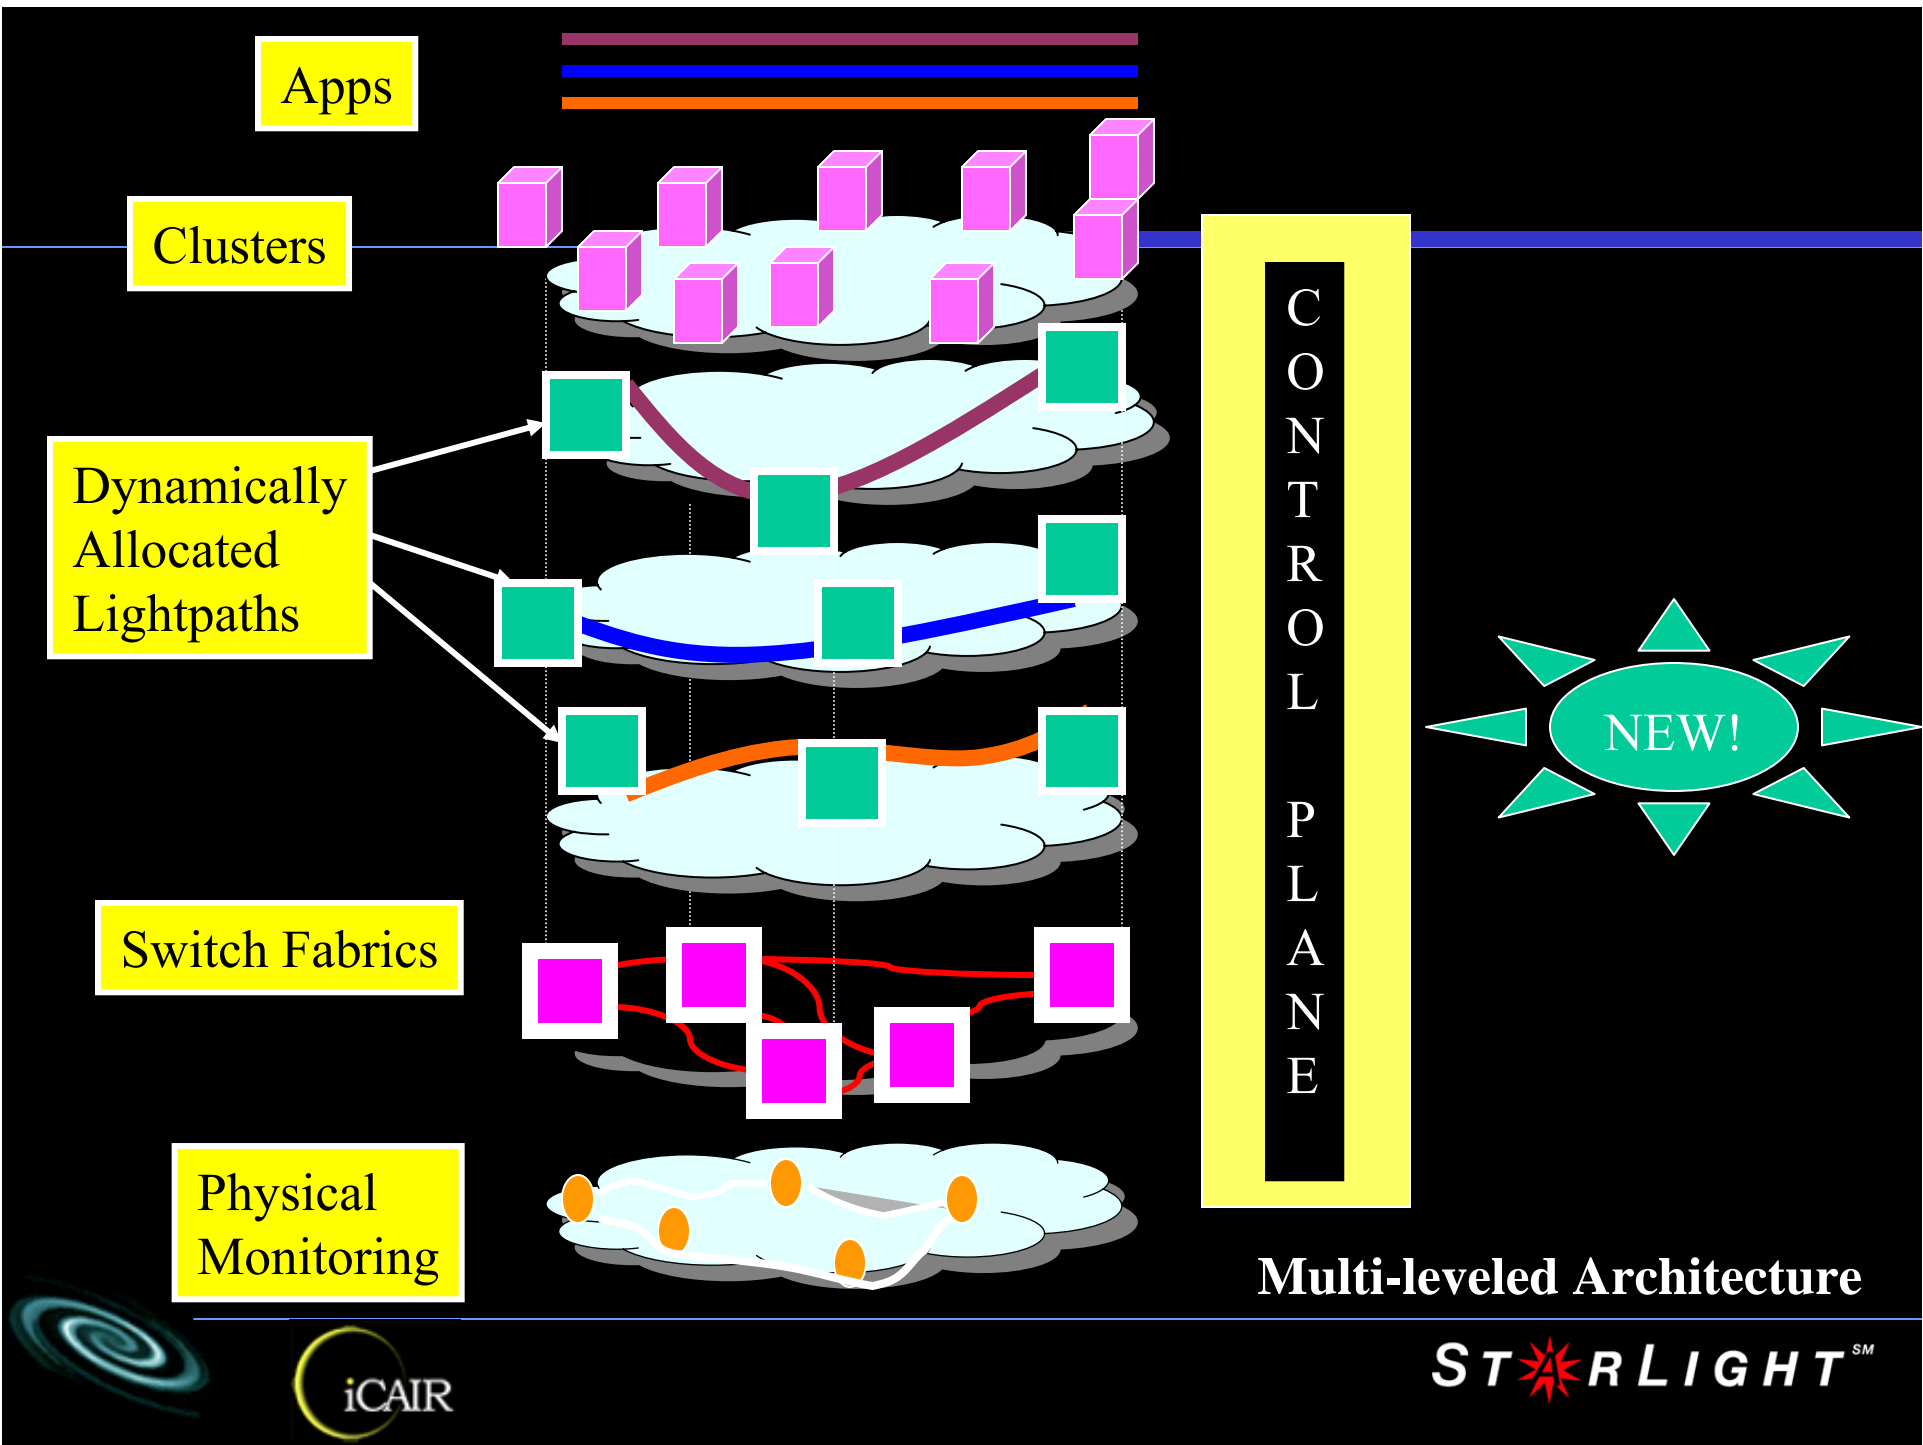 Apps
Clusters
Dynamically
Allocated
Lightpaths
Switch Fabrics
Physical
Monitoring
C
O
N
T
R
O
L
P
L
A
N
E
NEW!
Multi-leveled Architecture
iCAIR
STARLIGHT SM